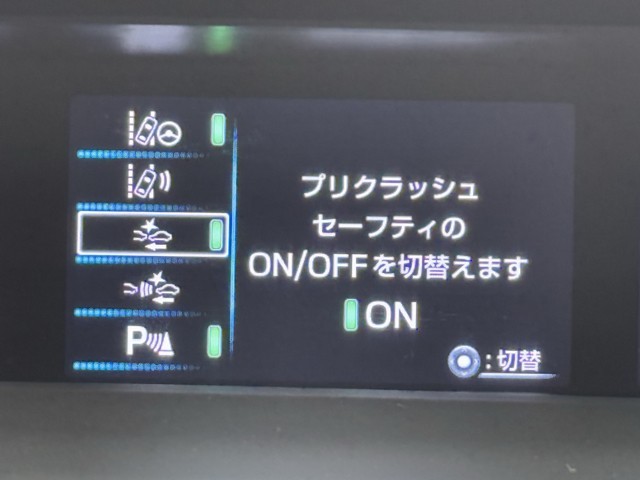 プリクラッシュ
セーフティの
ON/OFFを切替えます
ON
P
:切替